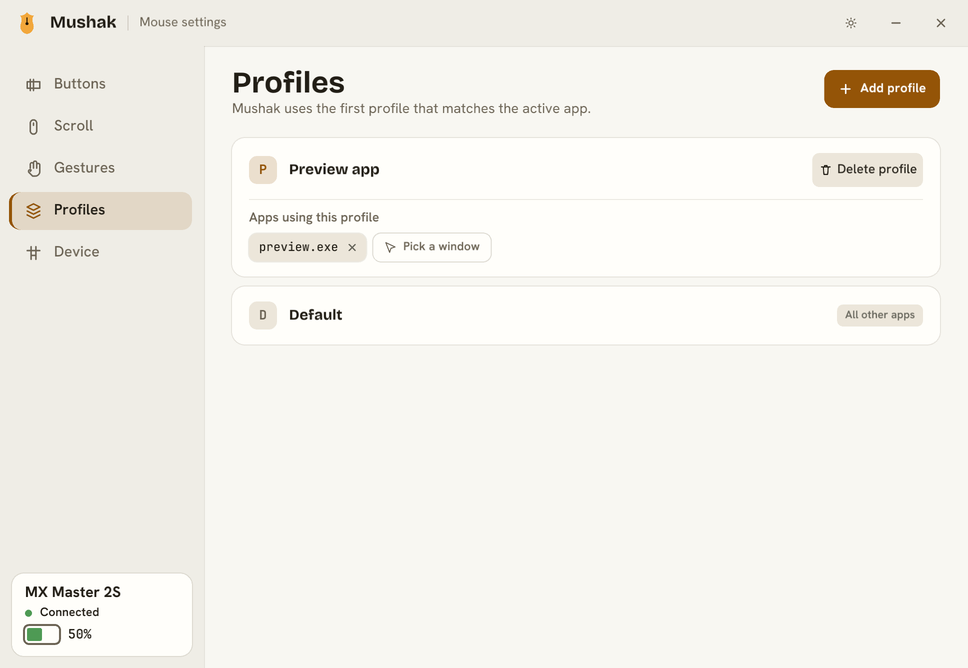 Mushak
Mouse settings
Buttons
Scroll
Gestures
Profiles
Device
MX Master 2S
Connected
50%
Profiles
Mushak uses the first profile that matches the active app.
Add profile
P
Preview app
Delete profile
Apps using this profile
preview.exe
Pick a window
D
Default
All other apps